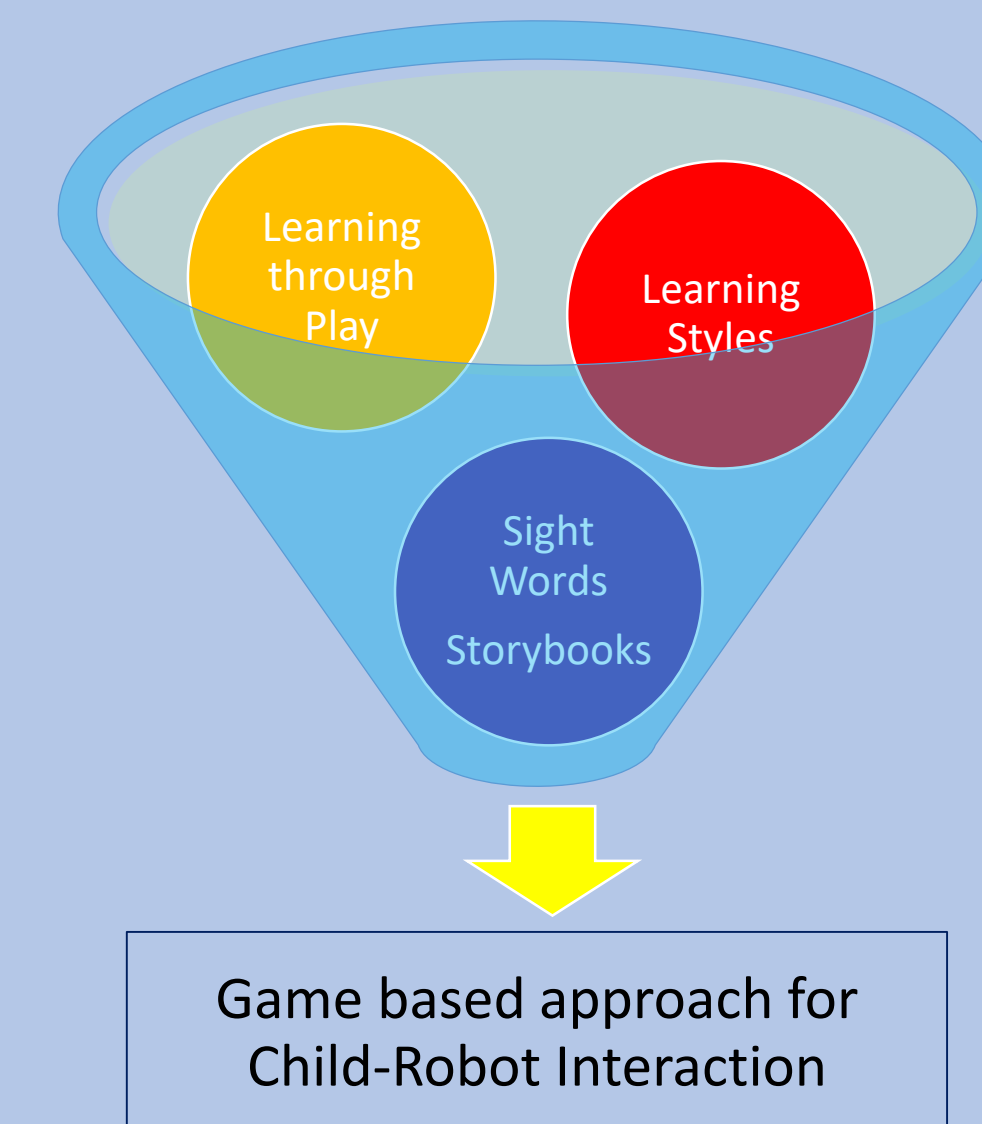 Learning
through
Play
Learning
Styles
Sight
Words
Storybooks
Game based approach for
Child-Robot Interaction